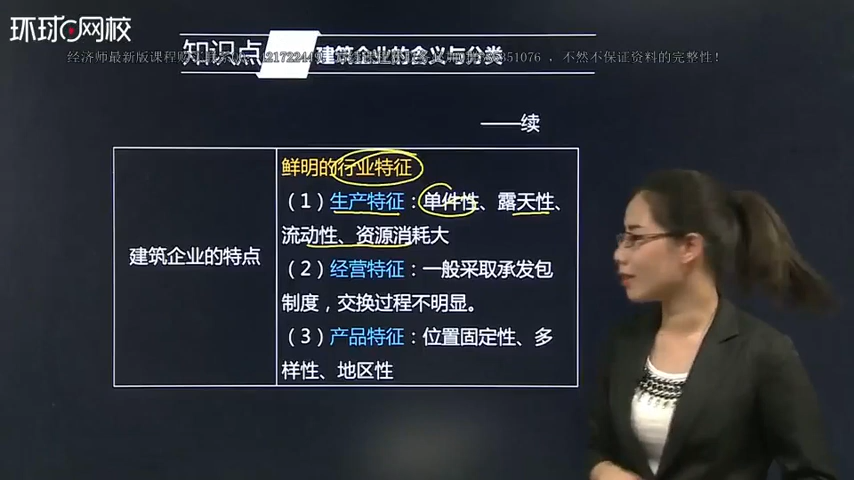 环球网校
知识点 建筑企业的含义与分类
经济师最新版课程购
不然不保证资料的完整性!
——续
建筑企业的特点
鲜明的行业特征
(1)生产特征:单件性、露天性、
流动性、资源消耗大
(2)经营特征:一般采取承发包
制度,交换过程不明显。
(3)产品特征:位置固定性、多
样性、地区性